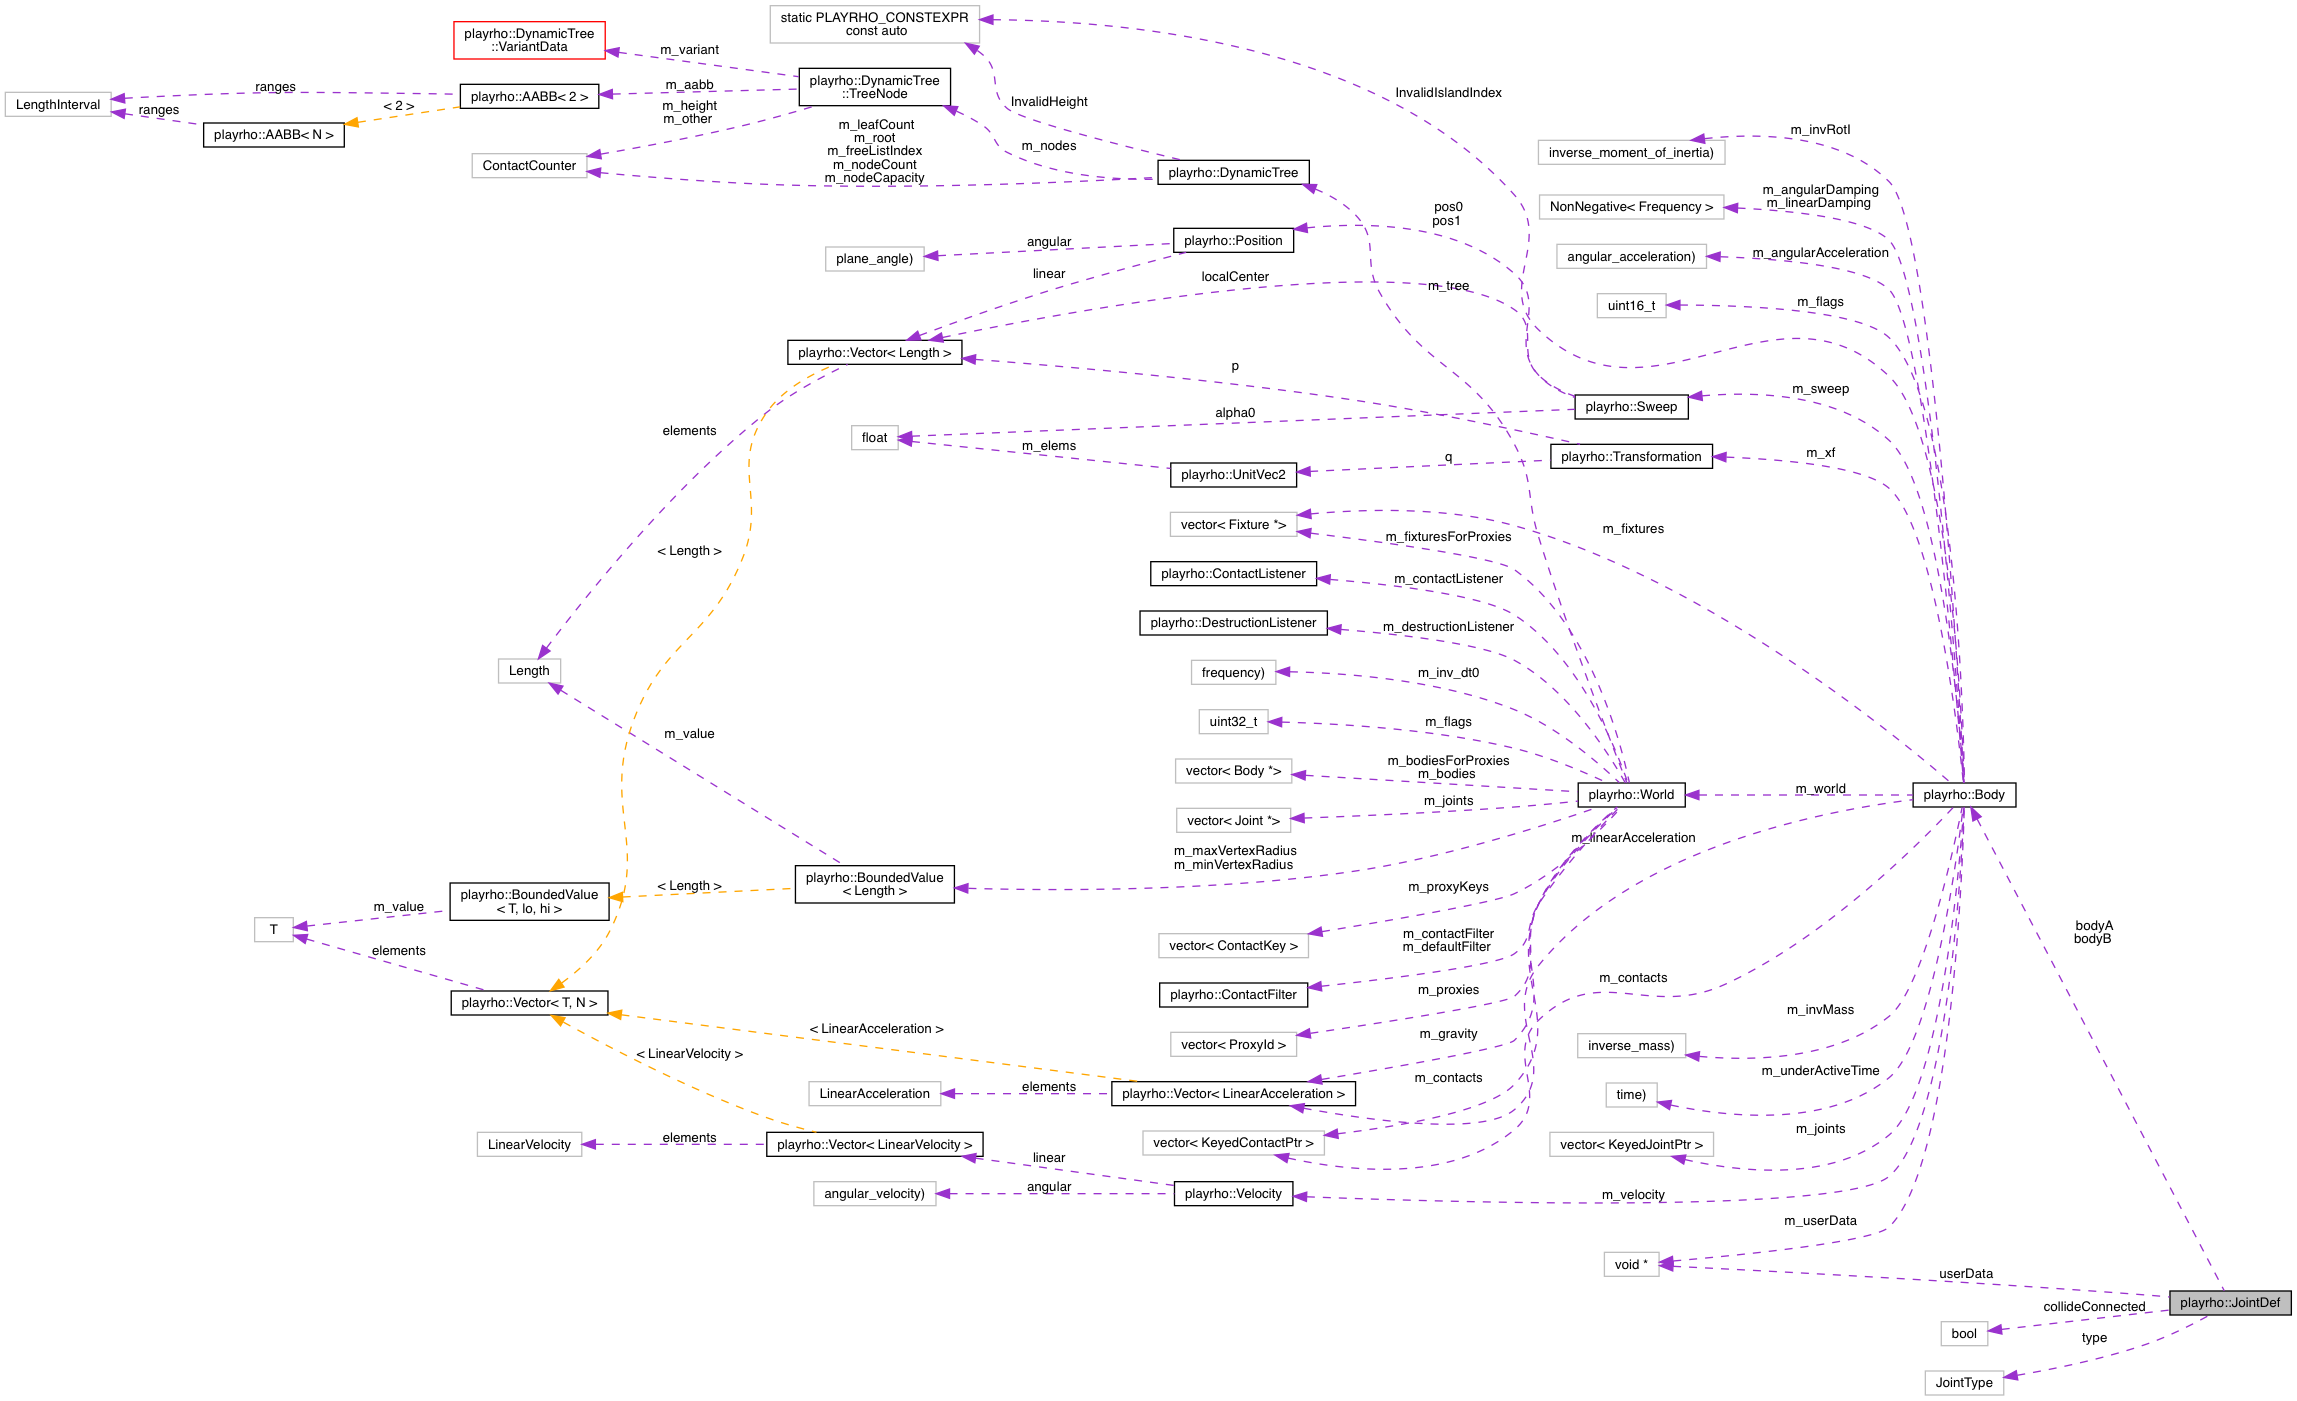 static PLAYRHO_CONSTEXPR
const auto
playrho::DynamicTree
::VariantData
m_variant
playrho::DynamicTree
::TreeNode
ranges
m_aabb
InvalidHeight
InvalidIslandIndex
LengthInterval
playrho::AABB< 2 >
< 2 >
ranges
m_height
m_other
playrho::AABB< N >
m_leafCount
m_root
m_freeListIndex
m_nodeCount
m_nodeCapacity
m_nodes
ContactCounter
playrho::DynamicTree
m_invRotI
inverse_moment_of_inertia)
m_angularDamping
m_linearDamping
NonNegative< Frequency >
pos0
pos1
angular
playrho::Position
plane_angle)
m_angularAcceleration
angular_acceleration)
linear
localCenter
m_tree
m_flags
uint16_t
playrho::Vector< Length >
p
m_sweep
playrho::Sweep
alpha0
elements
float
m_elems
q
m_xf
playrho::Transformation
playrho::UnitVec2
vector< Fixture *>
m_fixtures
m_fixturesForProxies
< Length >
playrho::ContactListener
m_contactListener
playrho::DestructionListener
m_destructionListener
Length
frequency)
m_inv_dt0
uint32_t
m_flags
m_value
vector< Body *>
m_bodiesForProxies
m_bodies
playrho::World
m_world
playrho::Body
m_joints
vector< Joint *>
m_linearAcceleration
m_maxVertexRadius
m_minVertexRadius
playrho::BoundedValue
< Length >
< Length >
playrho::BoundedValue
< T, lo, hi >
m_value
T
m_proxyKeys
vector< ContactKey >
m_contactFilter
m_defaultFilter
bodyA
bodyB
elements
playrho::Vector< T, N >
playrho::ContactFilter
m_proxies
m_contacts
< LinearAcceleration >
m_gravity
vector< ProxyId >
m_invMass
inverse_mass)
< LinearVelocity >
m_underActiveTime
m_contacts
LinearAcceleration
elements
playrho::Vector< LinearAcceleration >
time)
LinearVelocity
elements
playrho::Vector< LinearVelocity >
vector< KeyedContactPtr >
vector< KeyedJointPtr >
m_joints
linear
angular_velocity)
angular
playrho::Velocity
m_velocity
m_userData
void *
userData
playrho::JointDef
collideConnected
bool
type
JointType